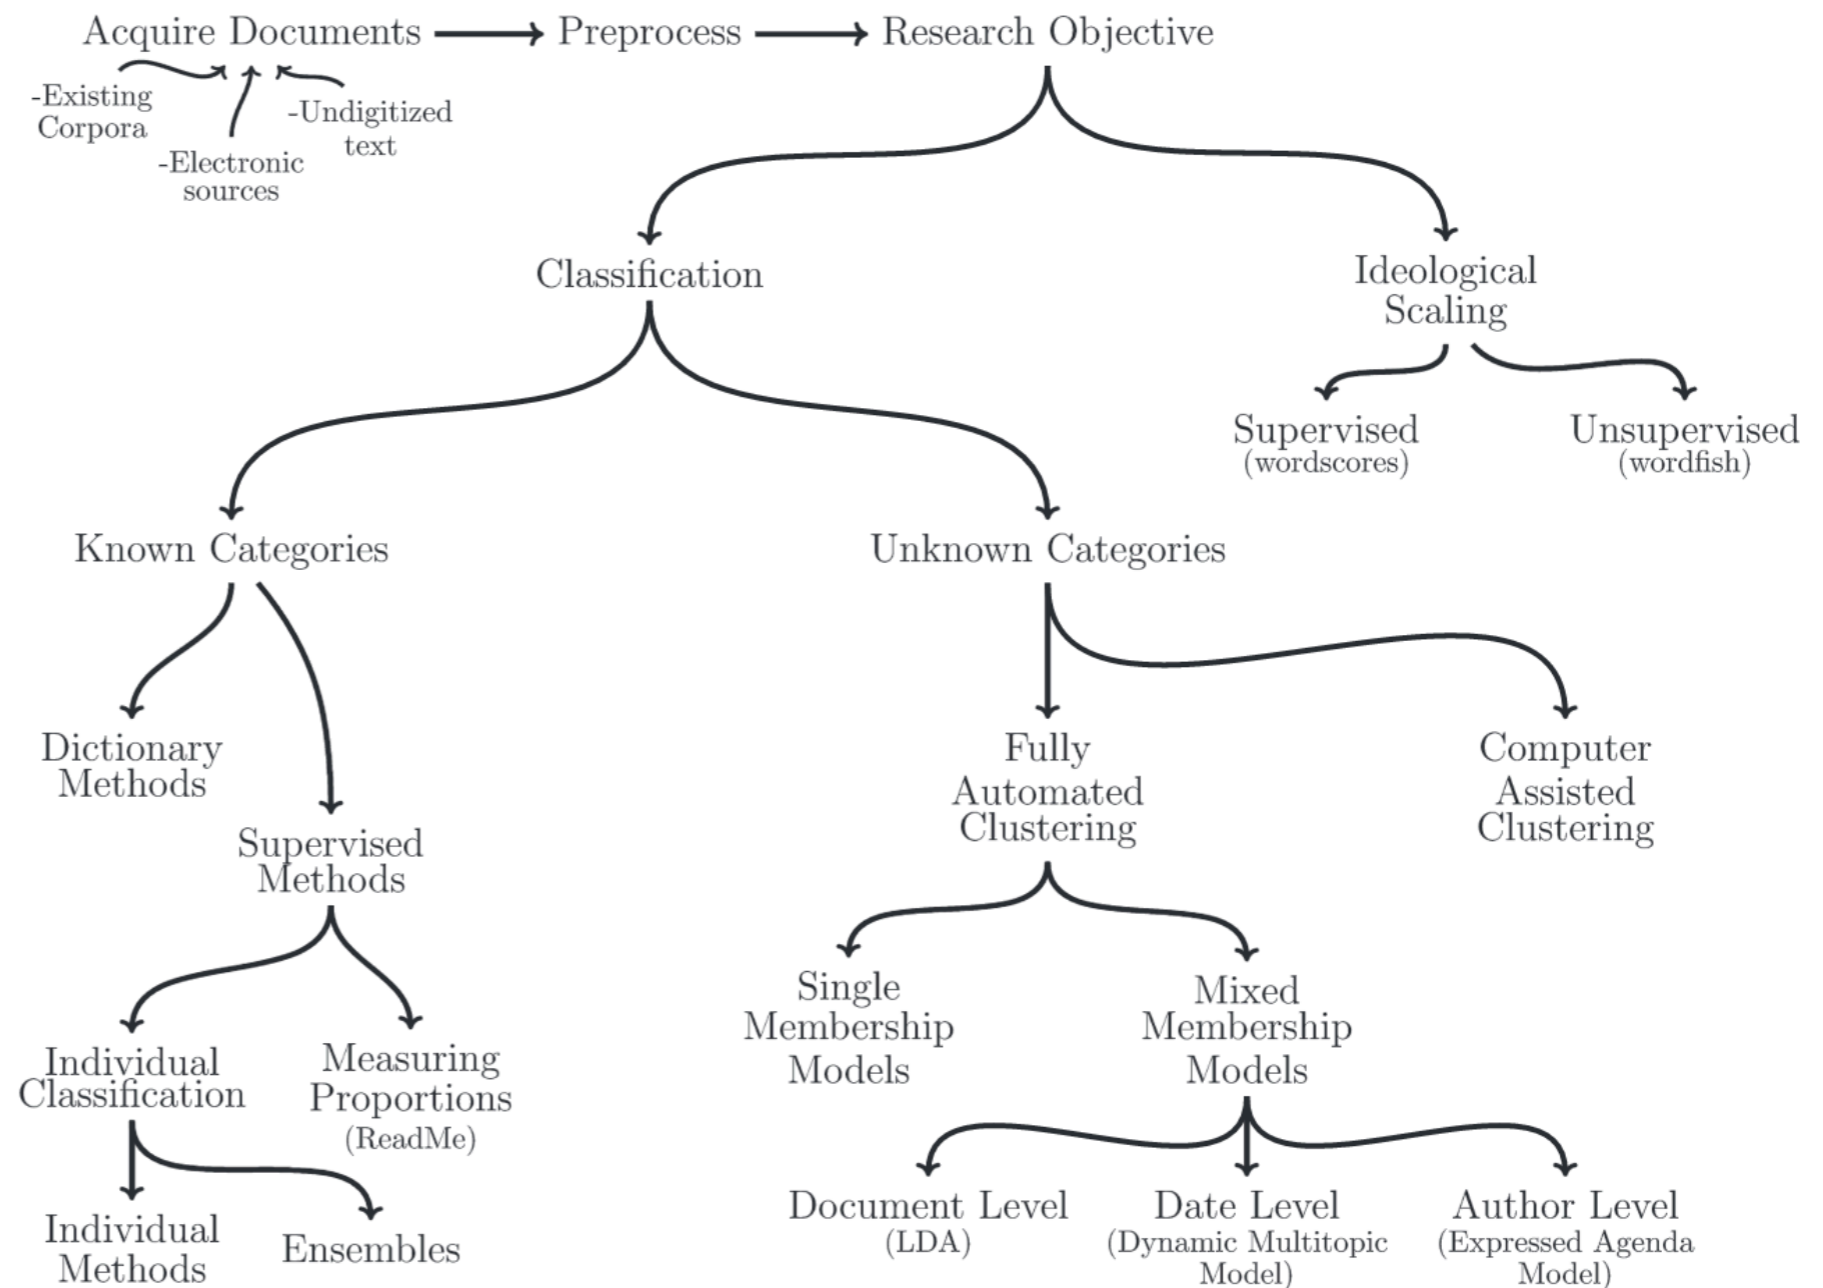 Acquire Documents
Preprocess
Research Objective
-Existing
Corpora
-Electronic
sources
-Undigitized
text
Classification
Ideological
Scaling
Supervised
(wordscores)
Unsupervised
(wordfish)
Known Categories
Unknown Categories
Dictionary
Methods
Supervised
Methods
Fully
Automated
Clustering
Computer
Assisted
Clustering
Individual
Classification
Measuring
Proportions
(ReadMe)
Single
Membership
Models
Mixed
Membership
Models
Individual
Methods
Ensembles
Document Level
(LDA)
Date Level
(Dynamic Multitopic
Model)
Author Level
(Expressed Agenda
Model)